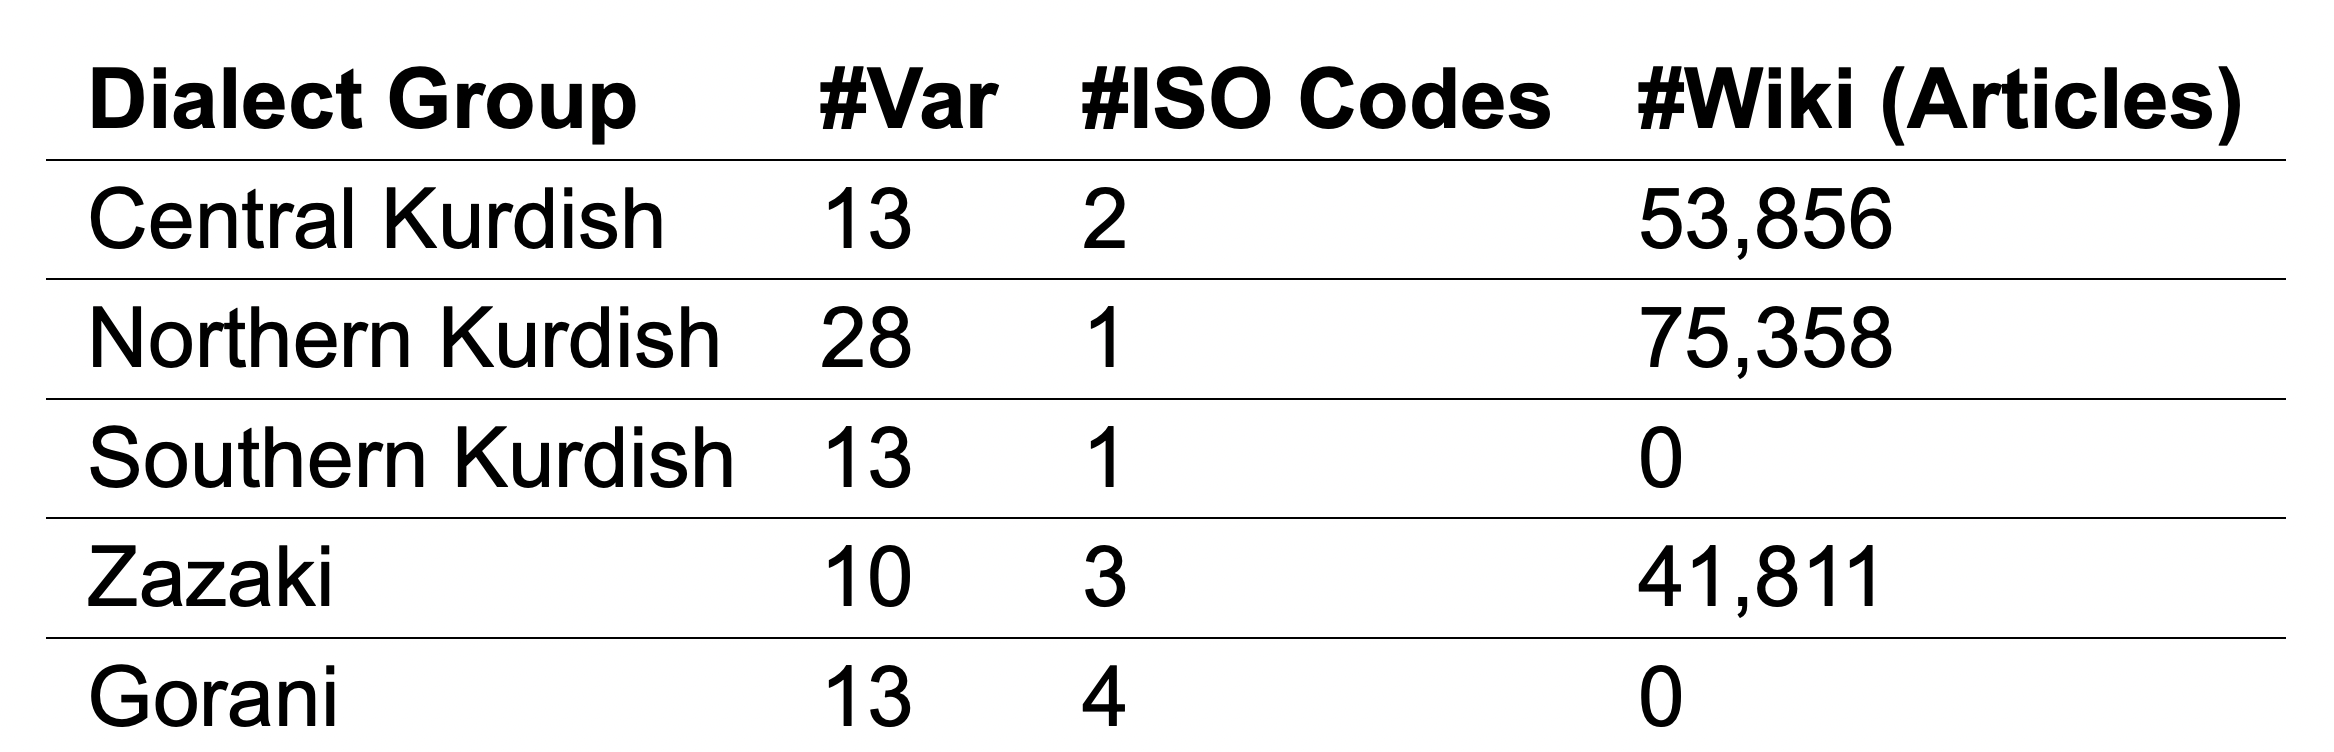 Dialect Group #Var #ISO Codes #Wiki (Articles)
Central Kurdish 13 2 53,856
Northern Kurdish 28 1 75,358
Southern Kurdish 13 1 0
Zazaki 10 3 41,811
Gorani 13 4 0